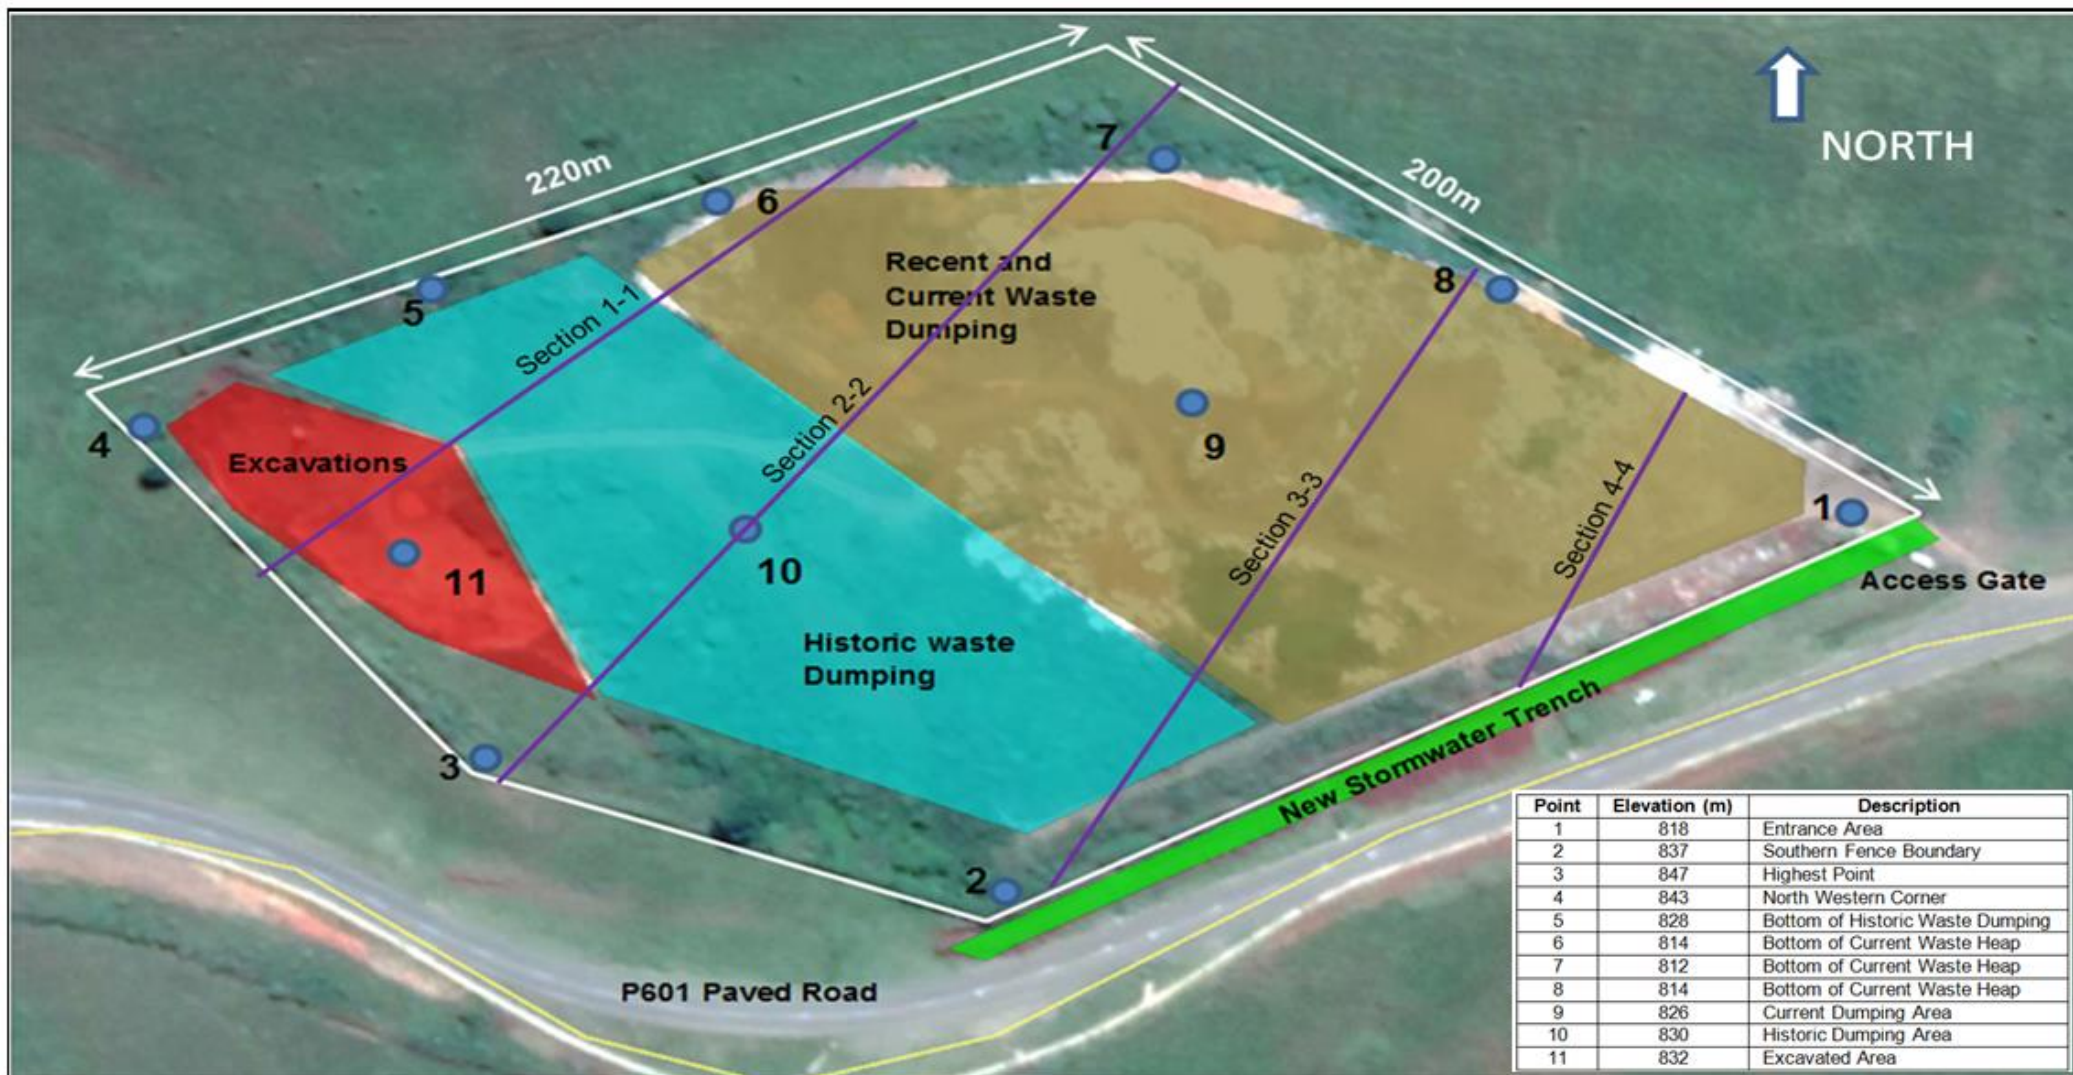 220m
200m
NORTH
7
6
5
8
4
Recent and
Current Waste
Dumping
Section 1-1
Section 2-2
Excavations
9
Section 3-3
Section 4-4
1
11
10
Access Gate
Historic waste
Dumping
3
2
New Stormwater Trench
P601 Paved Road
Point Elevation (m) Description
1 818 Entrance Area
2 837 Southern Fence Boundary
3 847 Highest Point
4 843 North Western Corner
5 828 Bottom of Historic Waste Dumping
6 814 Bottom of Current Waste Heap
7 812 Bottom of Current Waste Heap
8 814 Bottom of Current Waste Heap
9 826 Current Dumping Area
10 830 Historic Dumping Area
11 832 Excavated Area